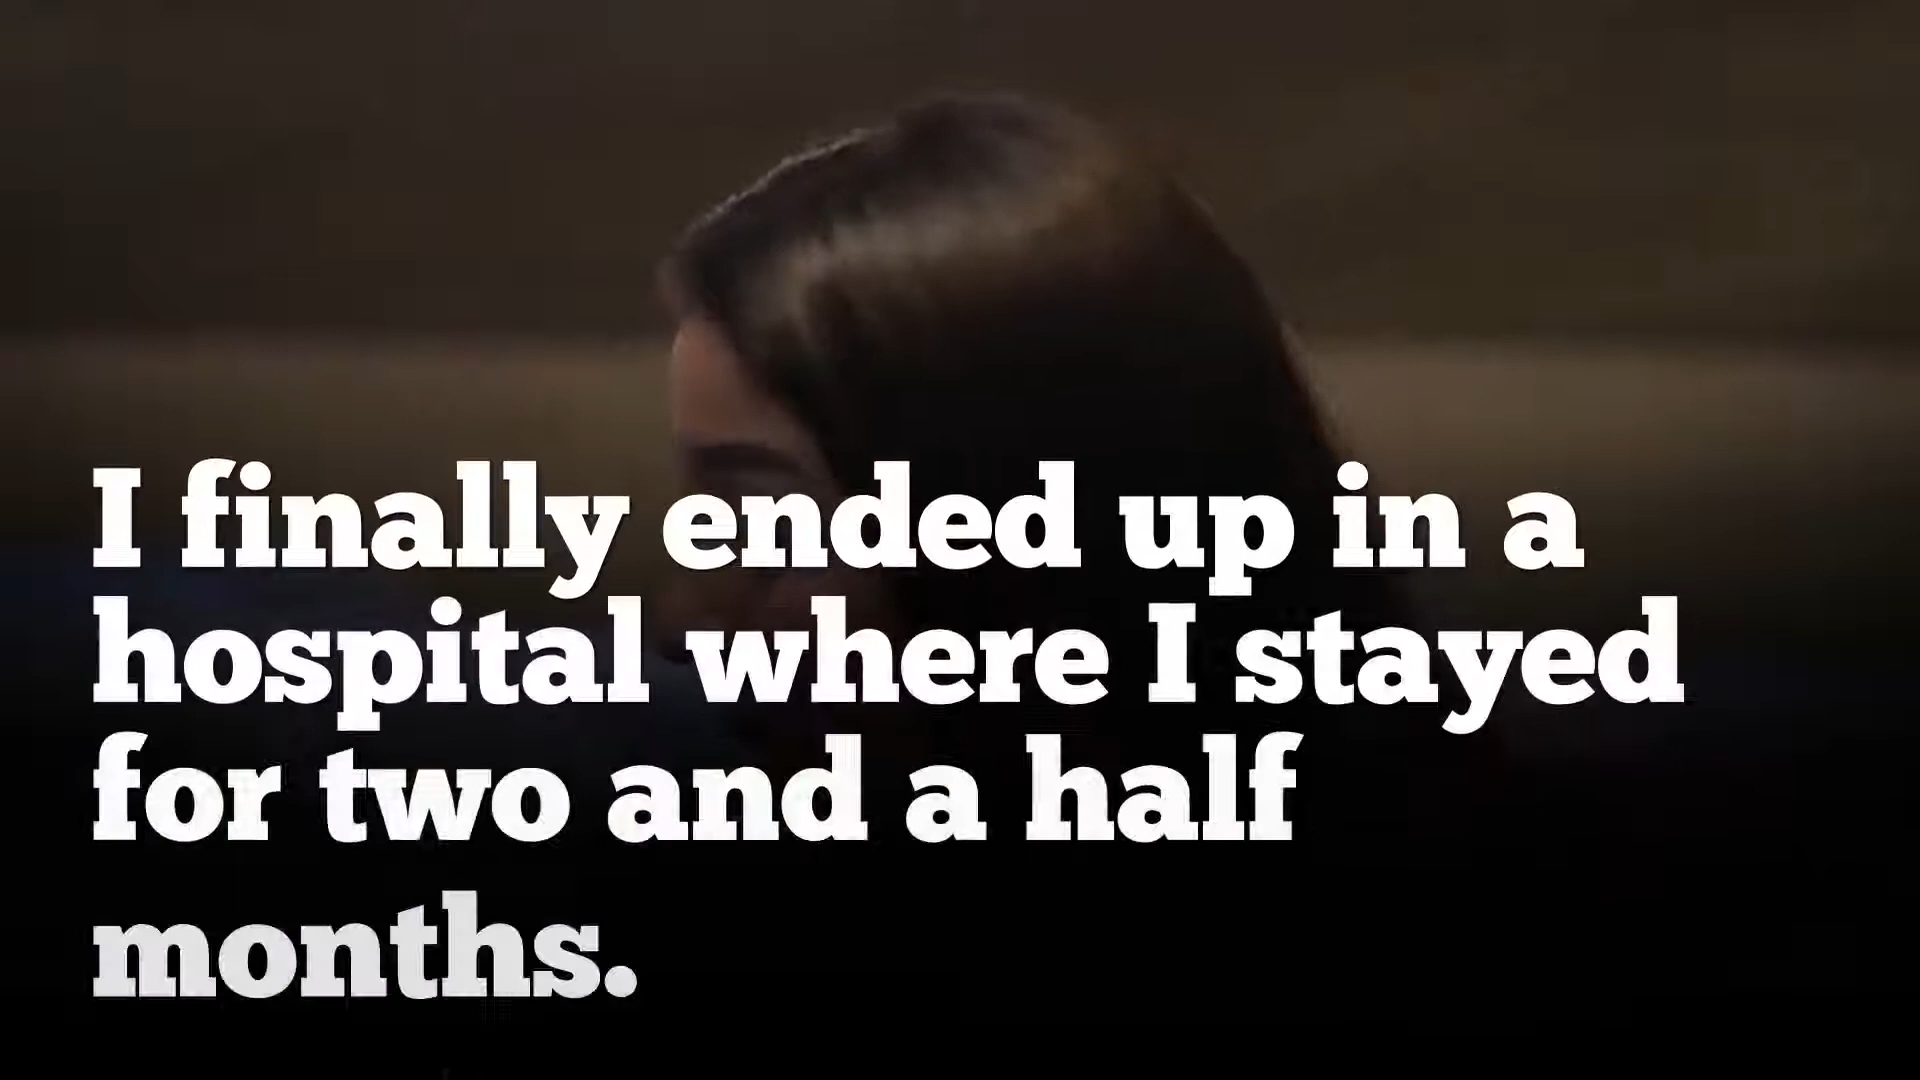 I finally ended up in a
hospital where I stayed
for two and a half
months.